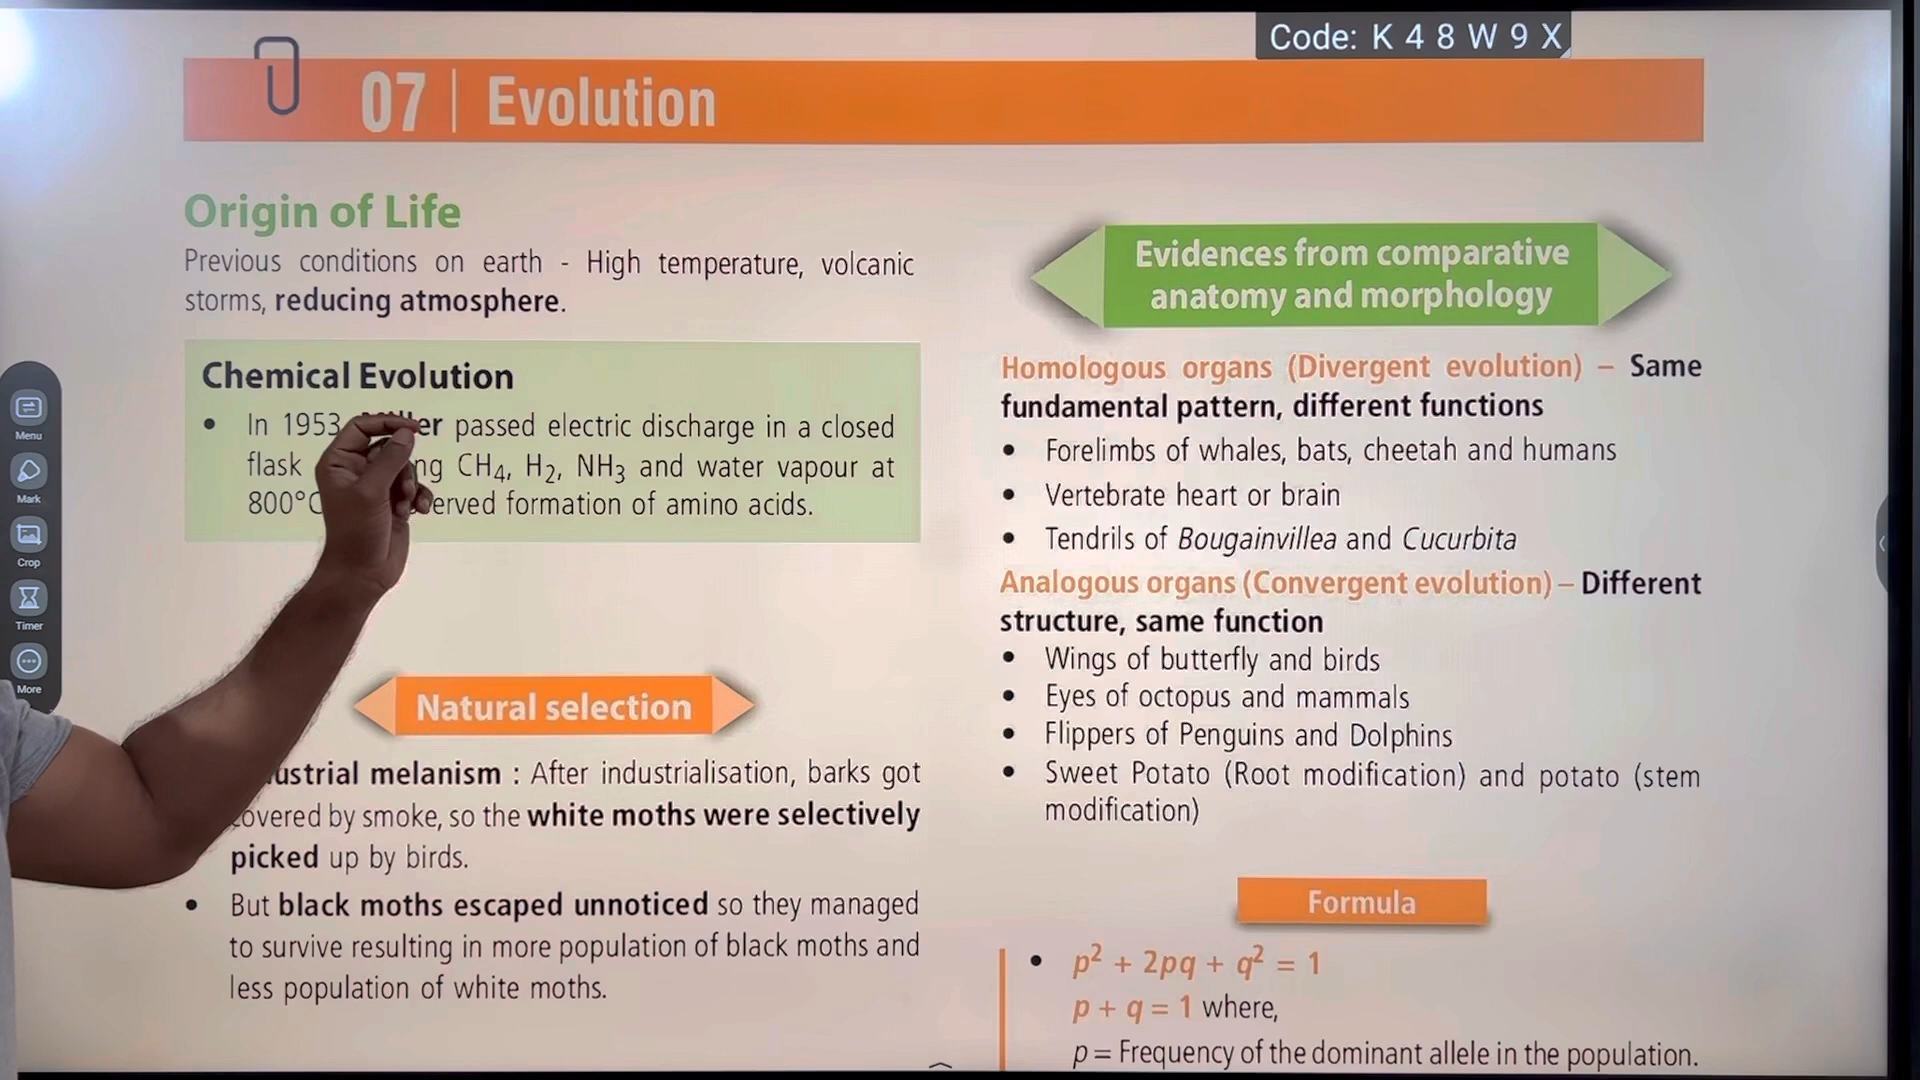 Code: K 4 8 W 9 X
07 | Evolution
Origin of Life
Previous conditions on earth - High temperature, volcanic
storms, reducing atmosphere.
Chemical Evolution
• In 1953 passed electric discharge in a closed
flask CH₄, H₂, NH₃ and water vapour at
800°C formation of amino acids.
Natural selection
melanism : After industrialisation, barks got
covered by smoke, so the white moths were selectively
picked up by birds.
• But black moths escaped unnoticed so they managed
to survive resulting in more population of black moths and
less population of white moths.
Evidences from comparative
anatomy and morphology
Homologous organs (Divergent evolution) – Same
fundamental pattern, different functions
• Forelimbs of whales, bats, cheetah and humans
• Vertebrate heart or brain
• Tendrils of Bougainvillea and Cucurbita
Analogous organs (Convergent evolution) – Different
structure, same function
• Wings of butterfly and birds
• Eyes of octopus and mammals
• Flippers of Penguins and Dolphins
• Sweet Potato (Root modification) and potato (stem
modification)
Formula
• p² + 2pq + q² = 1
p + q = 1 where,
p = Frequency of the dominant allele in the population.
Menu
Mark
Crop
Timer
More